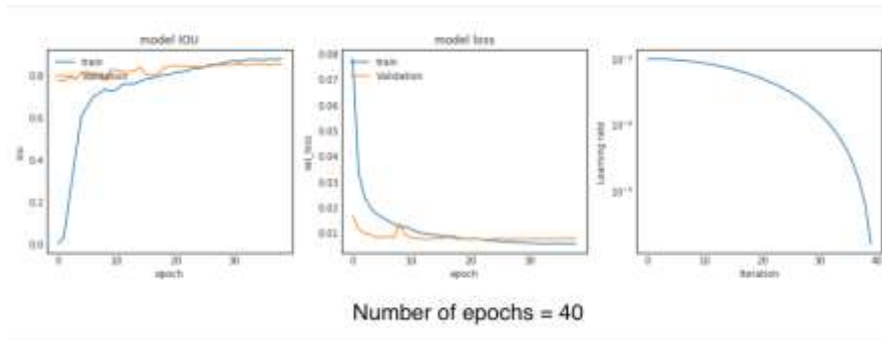 model IOU
train
Validation
0.8
0.6
0.4
0.2
0.0
iou
0
10
20
30
epoch
model loss
train
Validation
0.08
0.07
0.06
0.05
0.04
0.03
0.02
0.01
0
10
20
30
epoch
Learning rate
0
10
20
30
40
Iteration
Number of epochs = 40